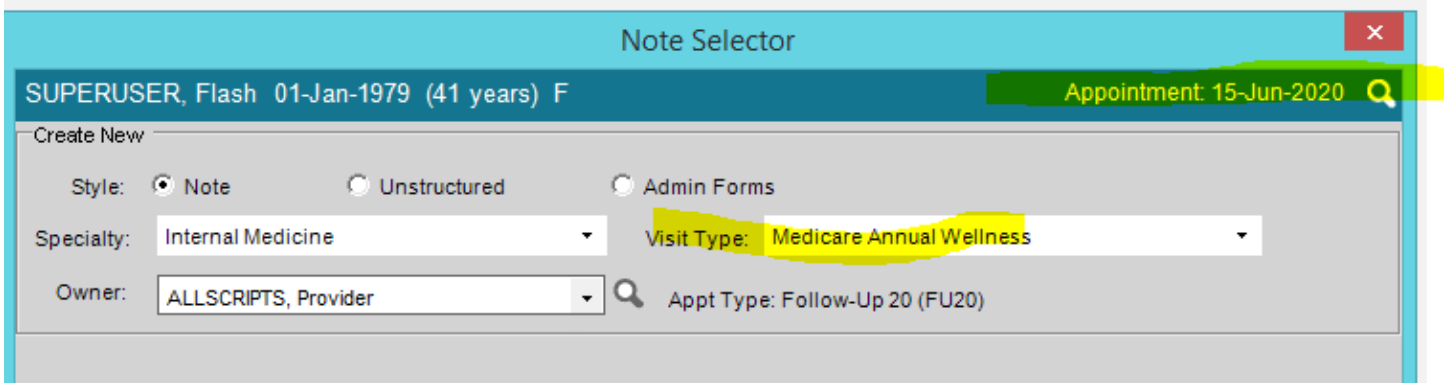 Note Selector
SUPERUSER, Flash 01-Jan-1979 (41 years) F Appointment: 15-Jun-2020
Create New
Style: Note Unstructured Admin Forms
Specialty: Internal Medicine Visit Type: Medicare Annual Wellness
Owner: ALLSCRIPTS, Provider Appt Type: Follow-Up 20 (FU20)